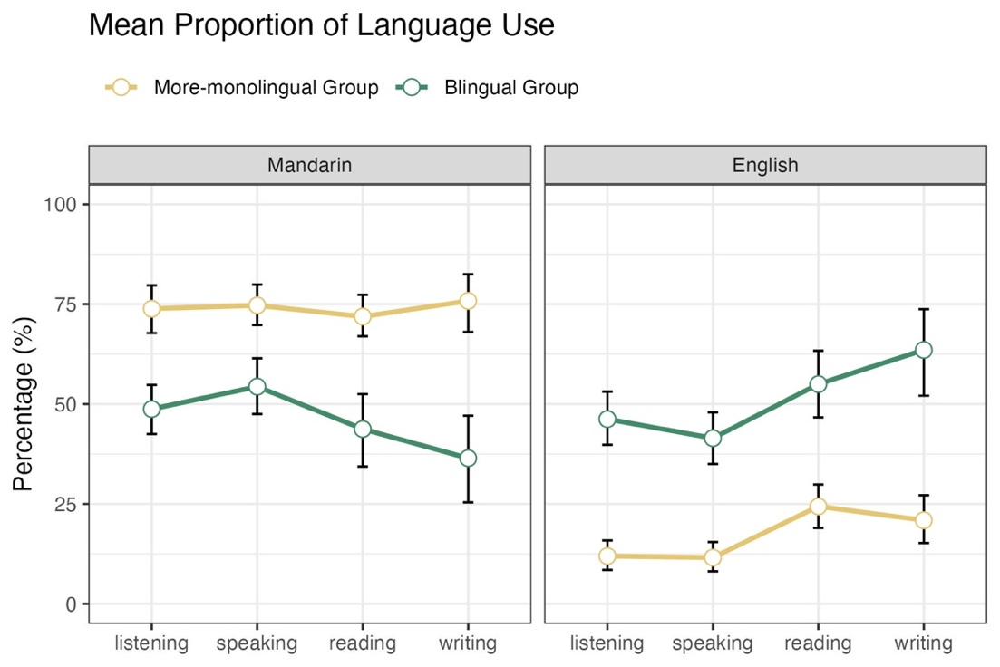 Mean Proportion of Language Use
More-monolingual Group Blingual Group
Mandarin English
Percentage (%)
100
75
50
25
0
listening speaking reading writing listening speaking reading writing